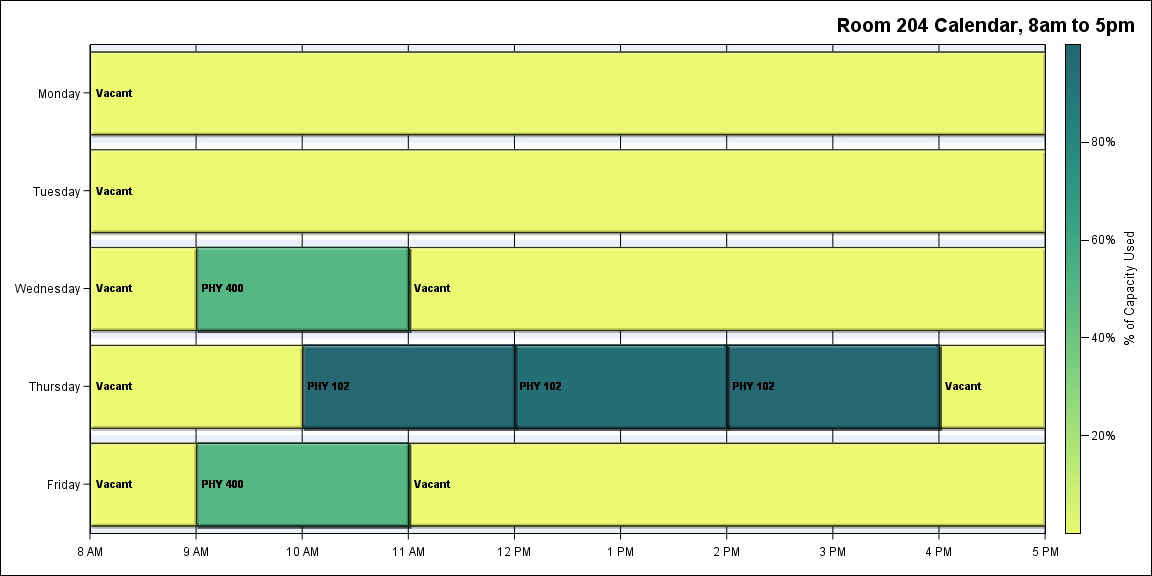 Room 204 Calendar, 8am to 5pm
Monday
Vacant
Tuesday
Vacant
Wednesday
Vacant
PHY 400
Vacant
Thursday
Vacant
PHY 102
PHY 102
PHY 102
Vacant
Friday
Vacant
PHY 400
Vacant
8 AM
9 AM
10 AM
11 AM
12 PM
1 PM
2 PM
3 PM
4 PM
5 PM
80%
60%
40%
20%
% of Capacity Used